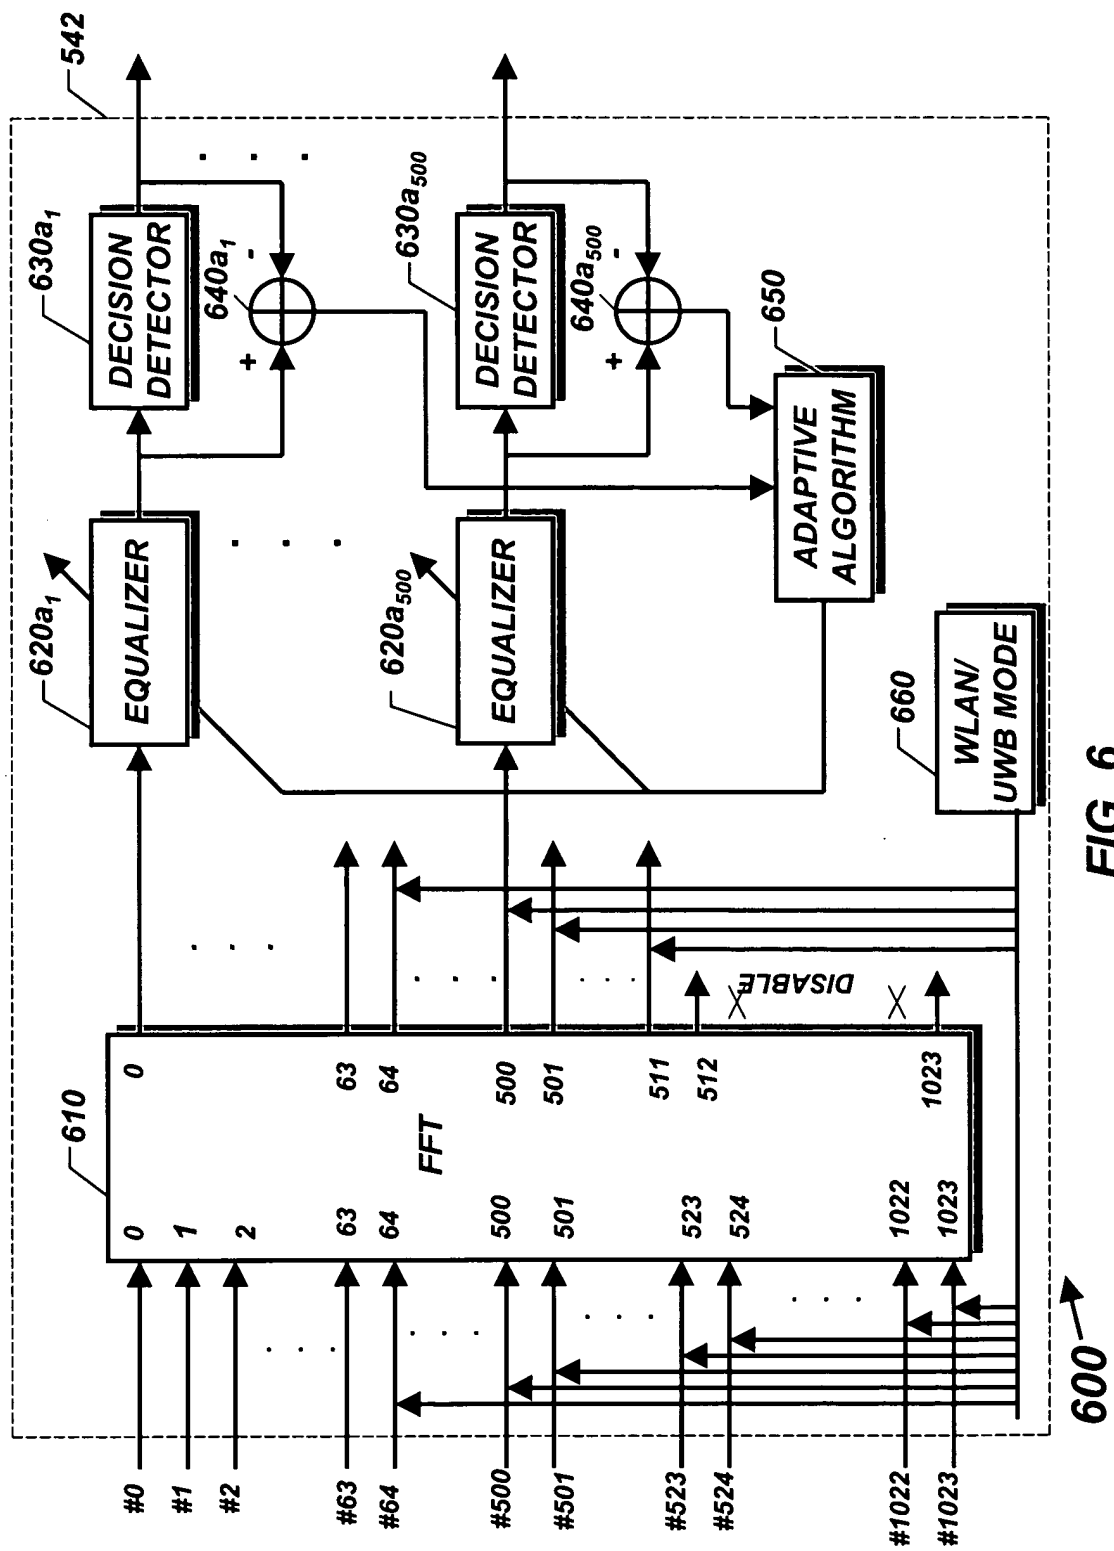 542
630a1
DECISION
DETECTOR
640a1
+
-
620a1
EQUALIZER
630a500
DECISION
DETECTOR
640a500
+
-
620a500
EQUALIZER
650
ADAPTIVE
ALGORITHM
660
WLAN/
UWB MODE
610
FFT
0
63
64
500
501
511
512
1023
DISABLE
X
X
0
1
2
63
64
500
501
523
524
1022
1023
#0
#1
#2
#63
#64
#500
#501
#523
#524
#1022
#1023
600
FIG. 6